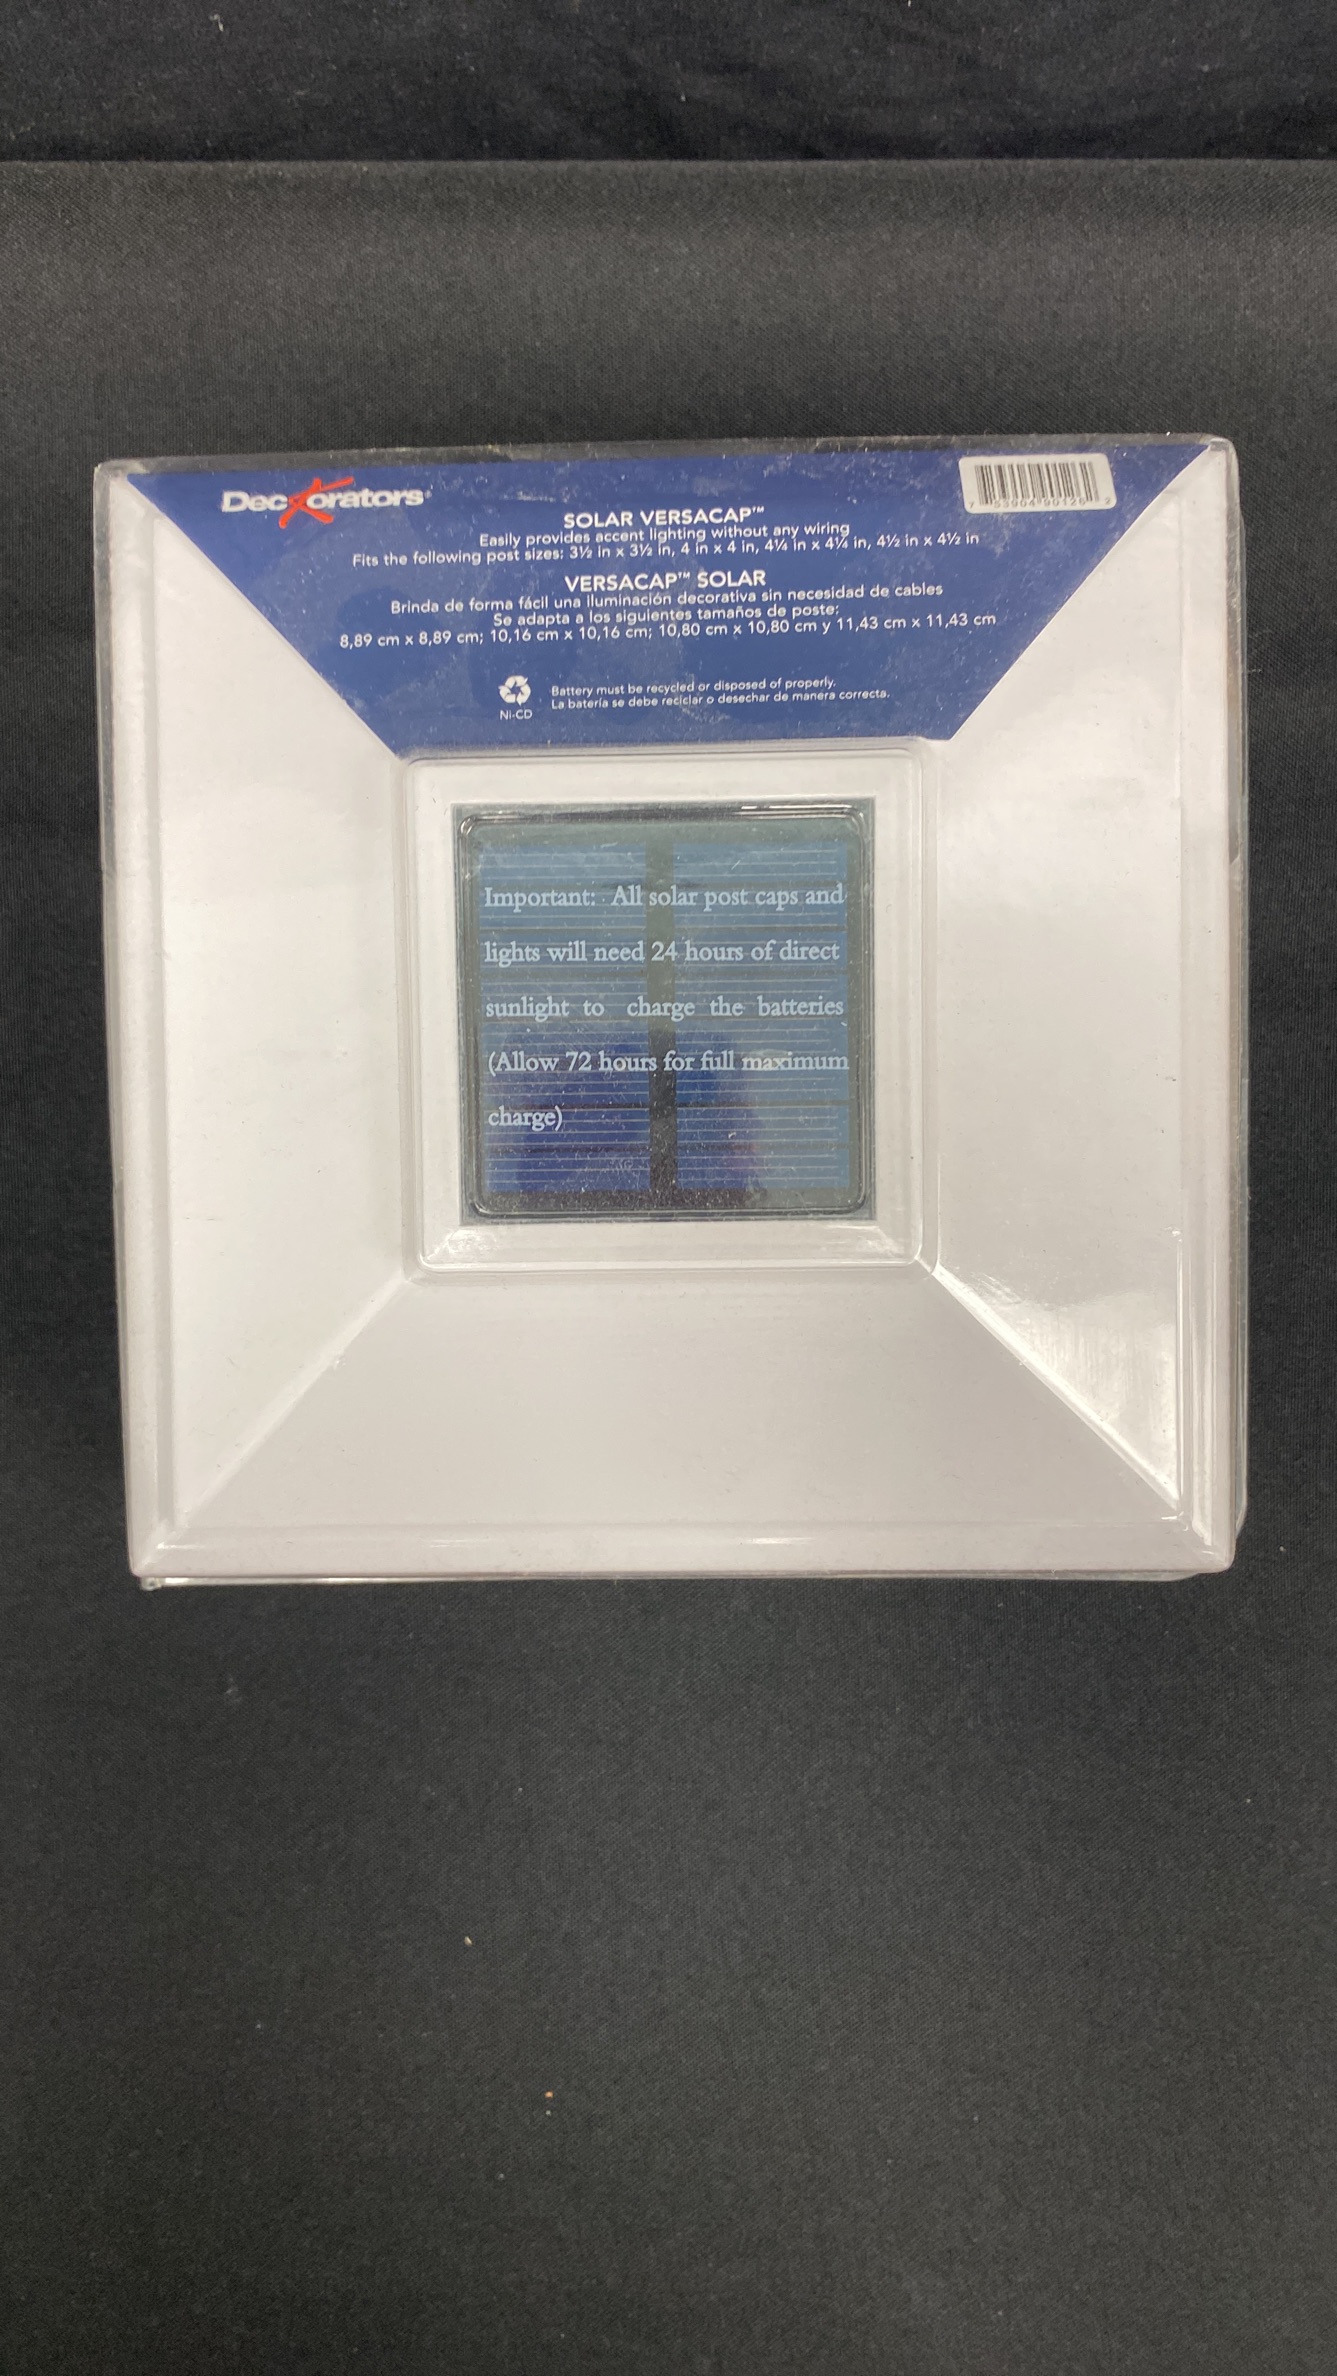 Deckorators®
SOLAR VERSACAP™
Easily provides accent lighting without any wiring
Fits the following post sizes: 3½ in x 3½ in, 4 in x 4 in, 4¼ in x 4¼ in, 4½ in x 4½ in
VERSACAP™ SOLAR
Brinda de forma fácil una iluminación decorativa sin necesidad de cables
Se adapta a los siguientes tamaños de poste:
8,89 cm x 8,89 cm; 10,16 cm x 10,16 cm; 10,80 cm x 10,80 cm y 11,43 cm x 11,43 cm
Battery must be recycled or disposed of properly.
La batería se debe reciclar o desechar de manera correcta.
Ni-CD
Important: All solar post caps and
lights will need 24 hours of direct
sunlight to charge the batteries
(Allow 72 hours for full maximum
charge)